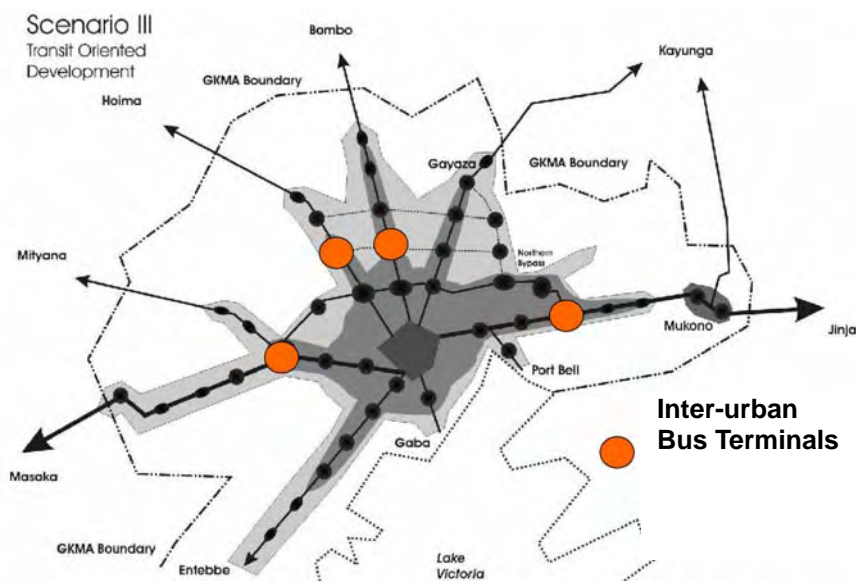 Scenario III
Transit Oriented
Development
Bombo
Kayunga
GKMA Boundary
Hoima
Gayaza
GKMA Boundary
Mityana
Northern
Bypass
Mukono
Jinja
Port Bell
Inter-urban
Bus Terminals
Gaba
Masaka
GKMA Boundary
Entebbe
Lake
Victoria